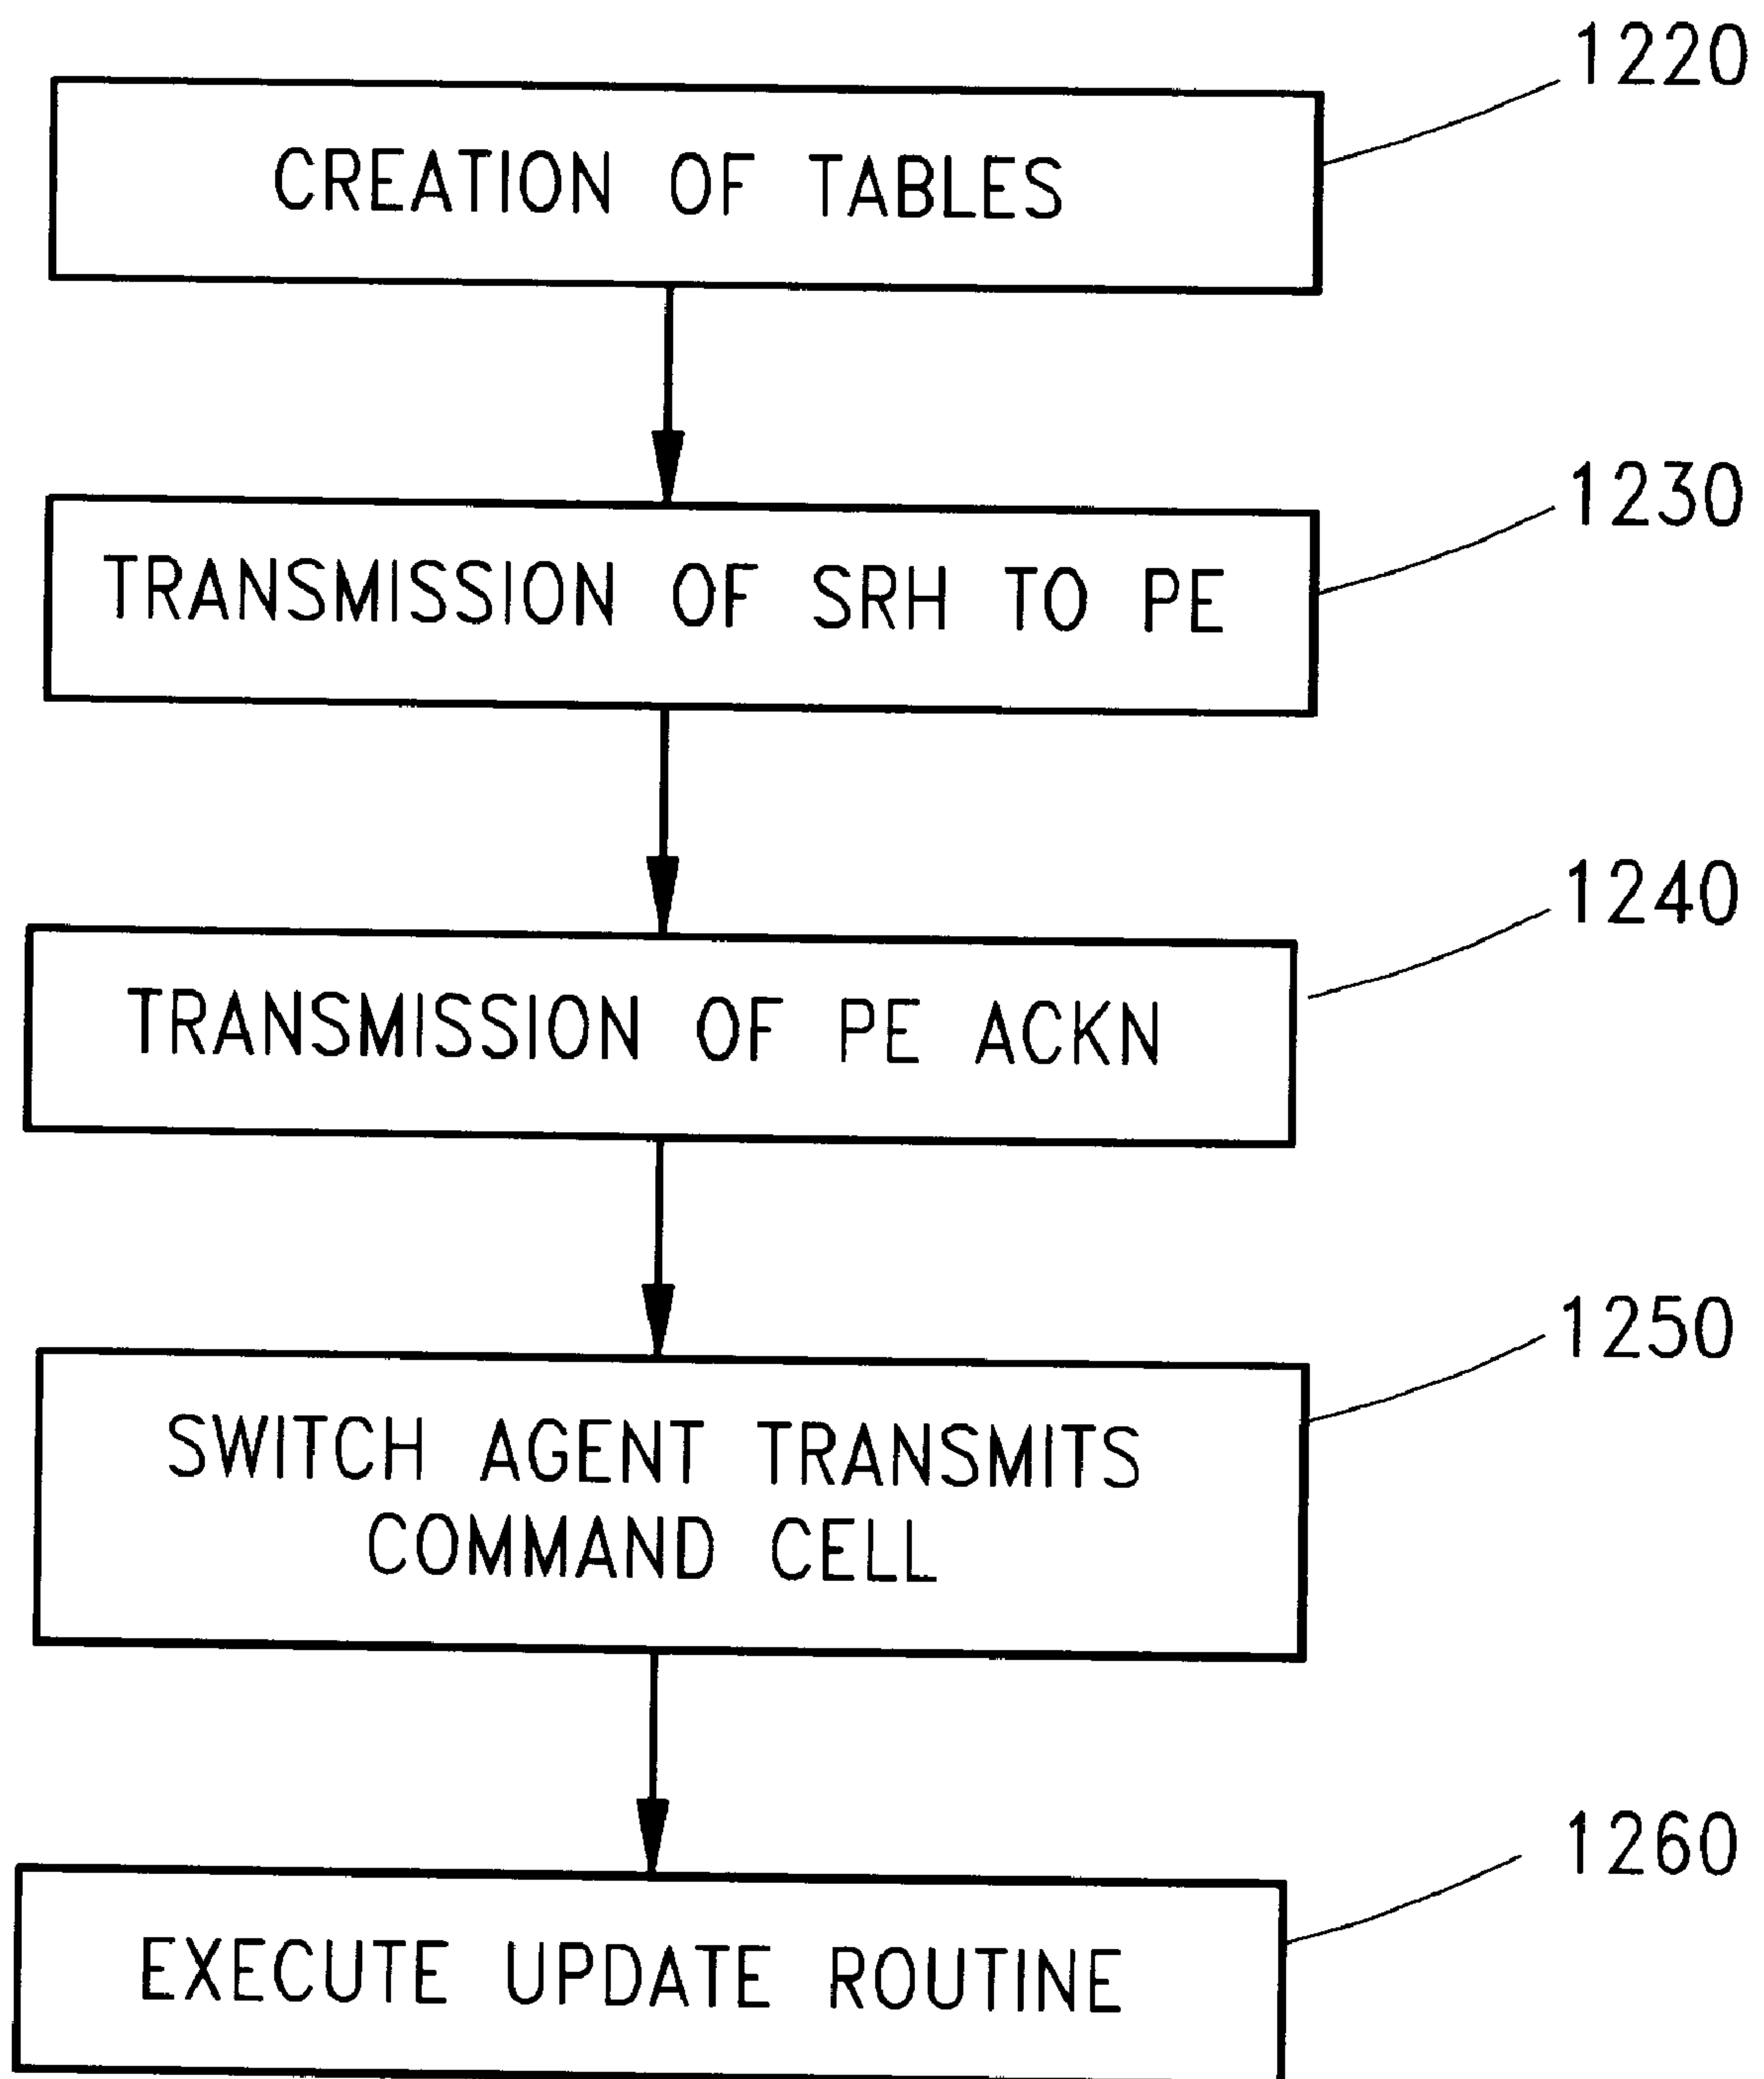 1220
CREATION OF TABLES
1230
TRANSMISSION OF SRH TO PE
1240
TRANSMISSION OF PE ACKN
1250
SWITCH AGENT TRANSMITS
COMMAND CELL
1260
EXECUTE UPDATE ROUTINE